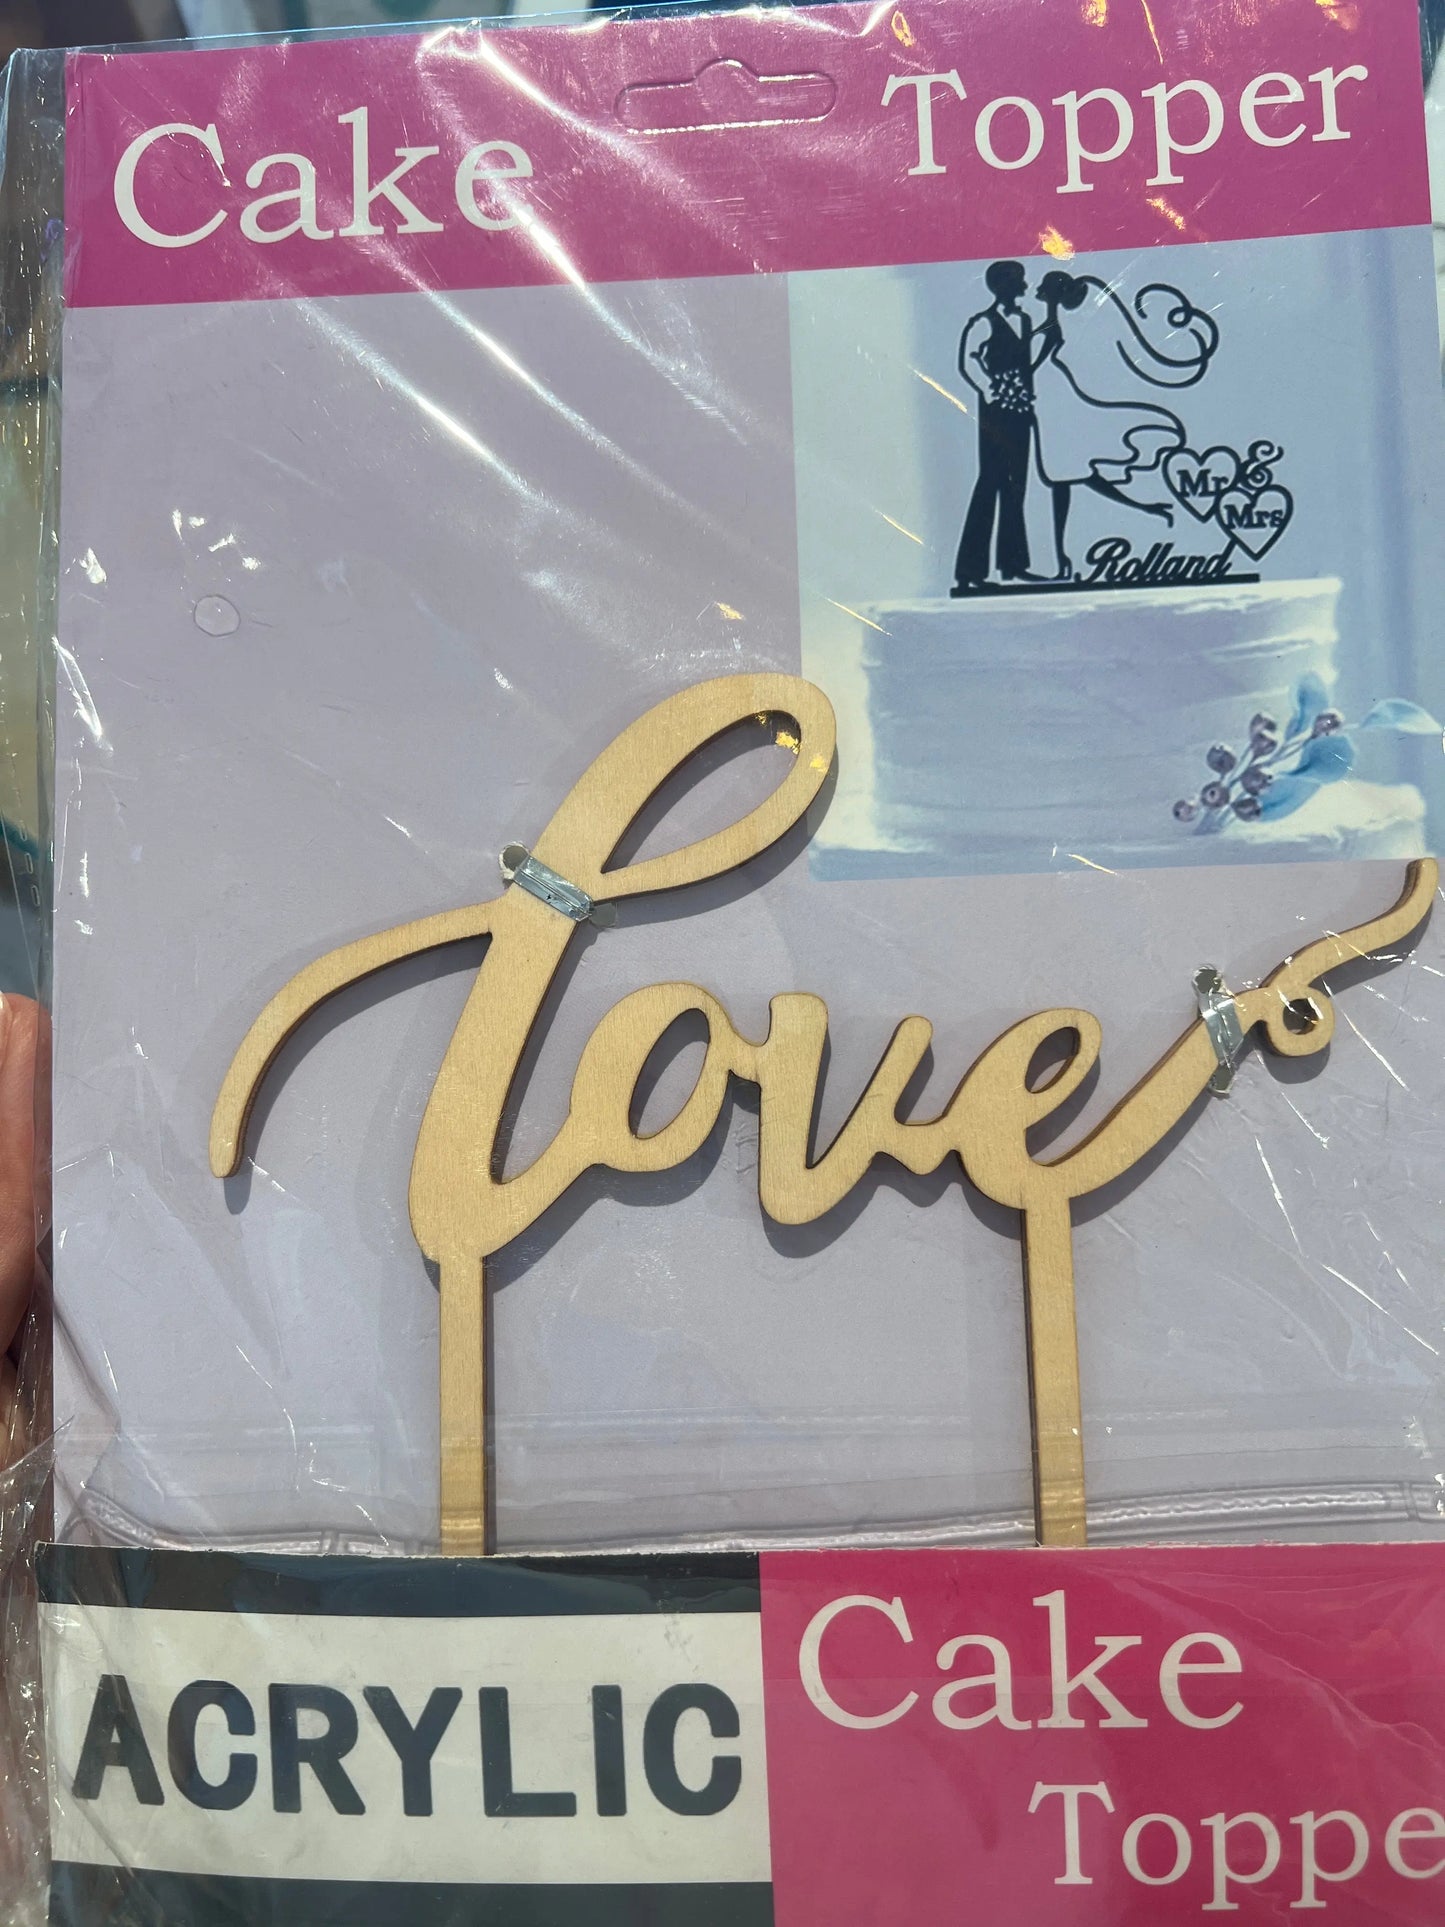 Cake Topper
Mr &
Mrs
Rolland
love
ACRYLIC
Cake
Toppe